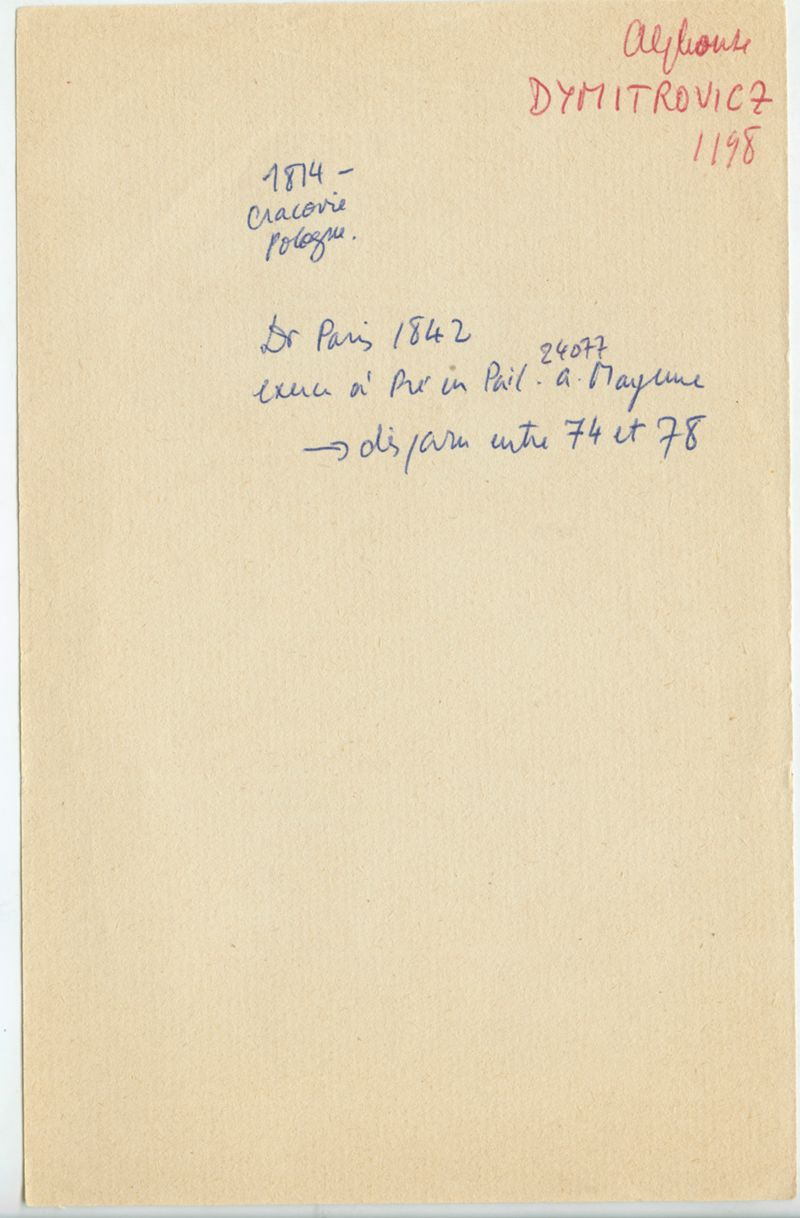 Alphonse
DYMITROVICZ
1198
1814 -
Cracovie
Pologne.
Dr Paris 1842
24077
exerce à Pré en Pail. a. Mayenne
→ disparu entre 74 et 78